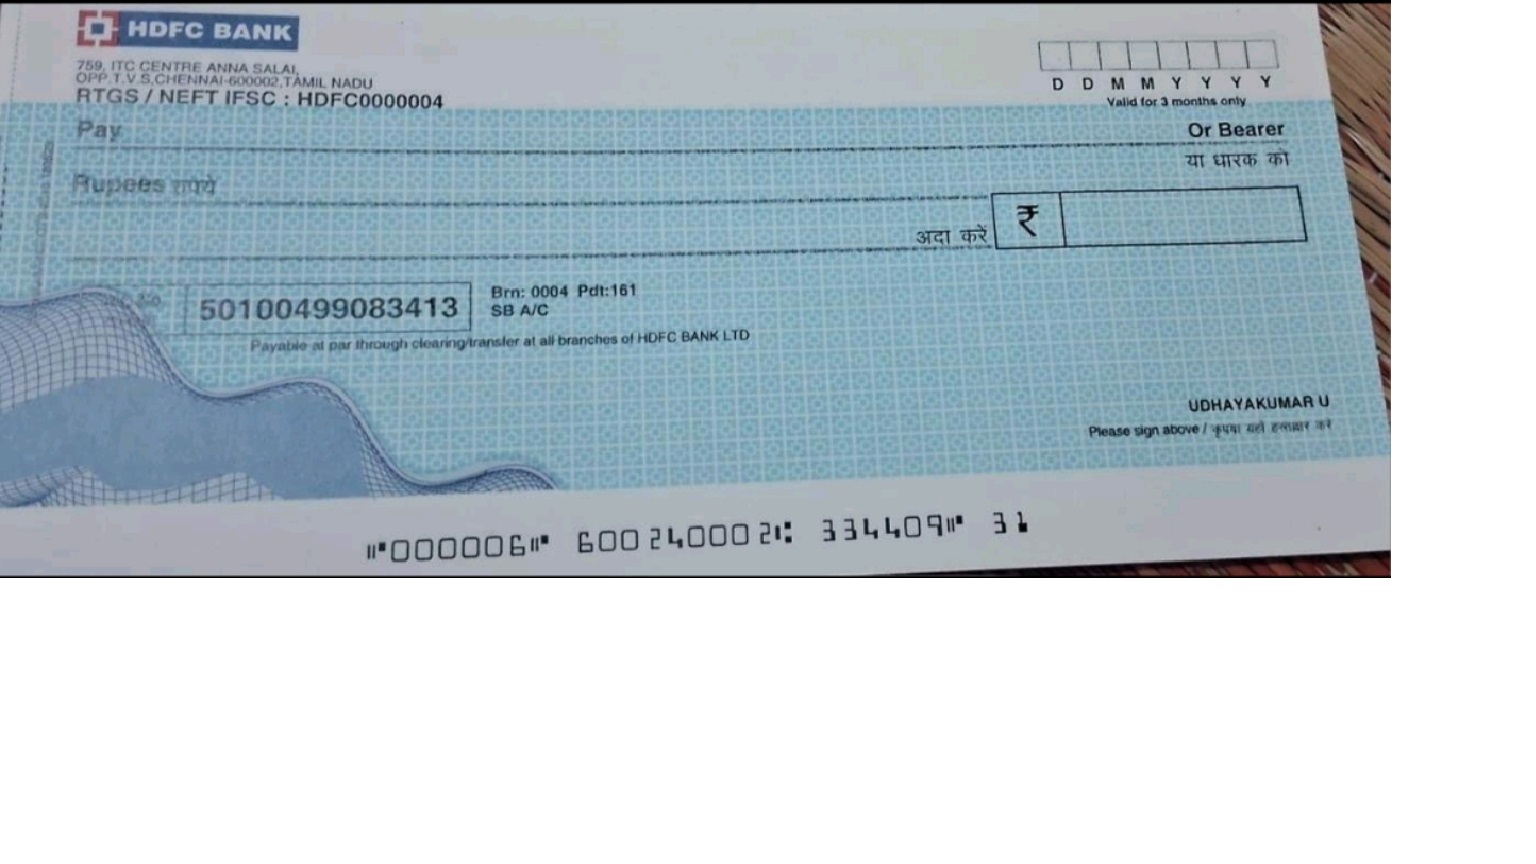 HDFC BANK
759, ITC CENTRE ANNA SALAI,
OPP.T.V.S,CHENNAI-600002,TAMIL NADU
RTGS / NEFT IFSC : HDFC0000004
D D M M Y Y Y Y
Valid for 3 months only
Pay
Or Bearer
या धारक को
Rupees रुपये
अदा करें ₹
50100499083413
Brn: 0004 Pdt:161
SB A/C
Payable at par through clearing/transfer at all branches of HDFC BANK LTD
UDHAYAKUMAR U
Please sign above / कृपया यहाँ हस्ताक्षर करें
⑈000006⑈ 600240002⑆ 334409⑈ 31